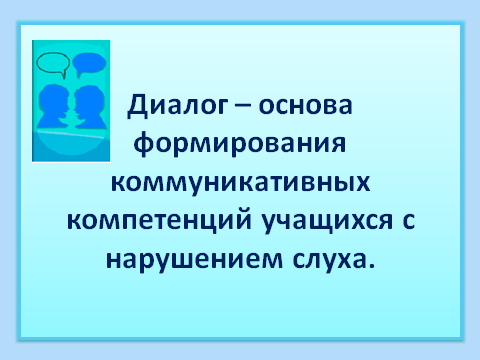 Диалог – основа
формирования
коммуникативных
компетенций учащихся с
нарушением слуха.